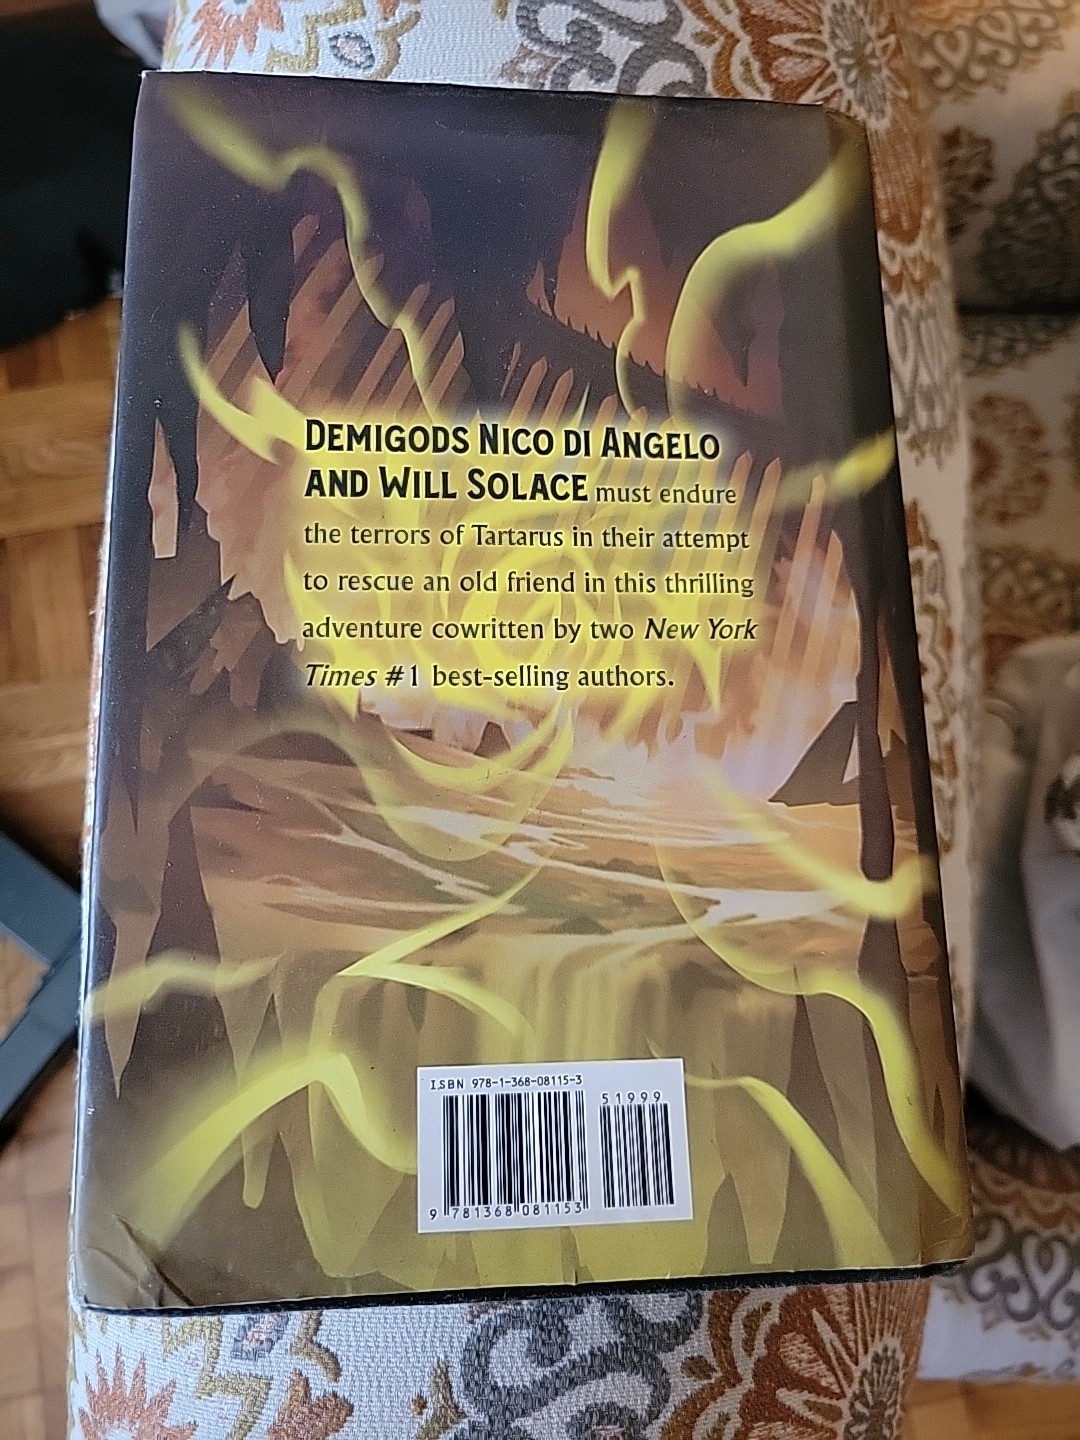 DEMIGODS NICO DI ANGELO
AND WILL SOLACE must endure
the terrors of Tartarus in their attempt
to rescue an old friend in this thrilling
adventure cowritten by two New York
Times #1 best-selling authors.
ISBN 978-1-368-08115-3
51999
9 781368 081153